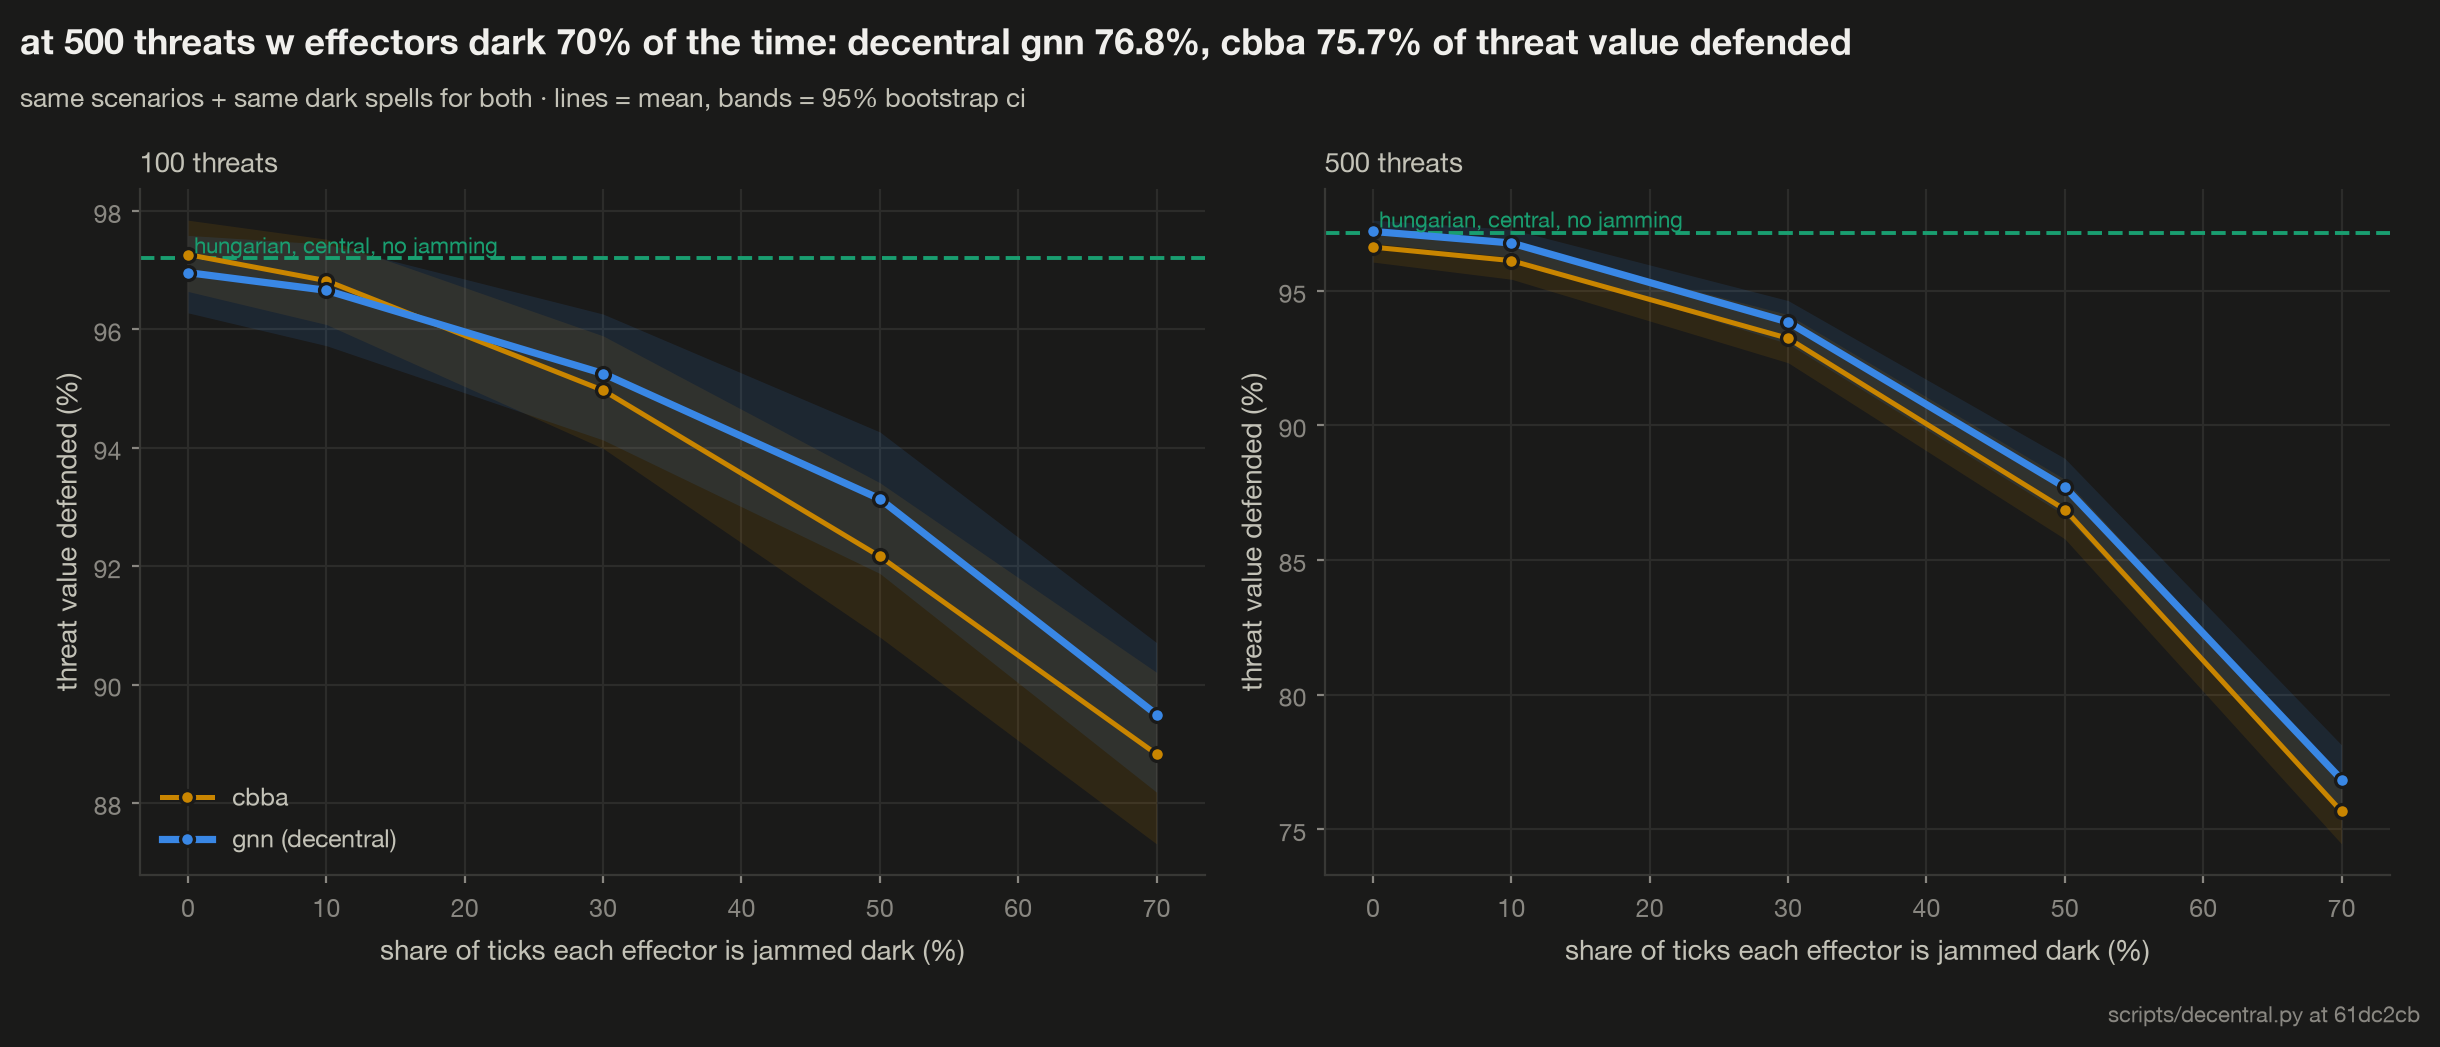 at 500 threats w effectors dark 70% of the time: decentral gnn 76.8%, cbba 75.7% of threat value defended
same scenarios + same dark spells for both · lines = mean, bands = 95% bootstrap ci
100 threats
98
96
94
92
90
88
threat value defended (%)
hungarian, central, no jamming
cbba
gnn (decentral)
0 10 20 30 40 50 60 70
share of ticks each effector is jammed dark (%)
500 threats
95
90
85
80
75
threat value defended (%)
hungarian, central, no jamming
0 10 20 30 40 50 60 70
share of ticks each effector is jammed dark (%)
scripts/decentral.py at 61dc2cb